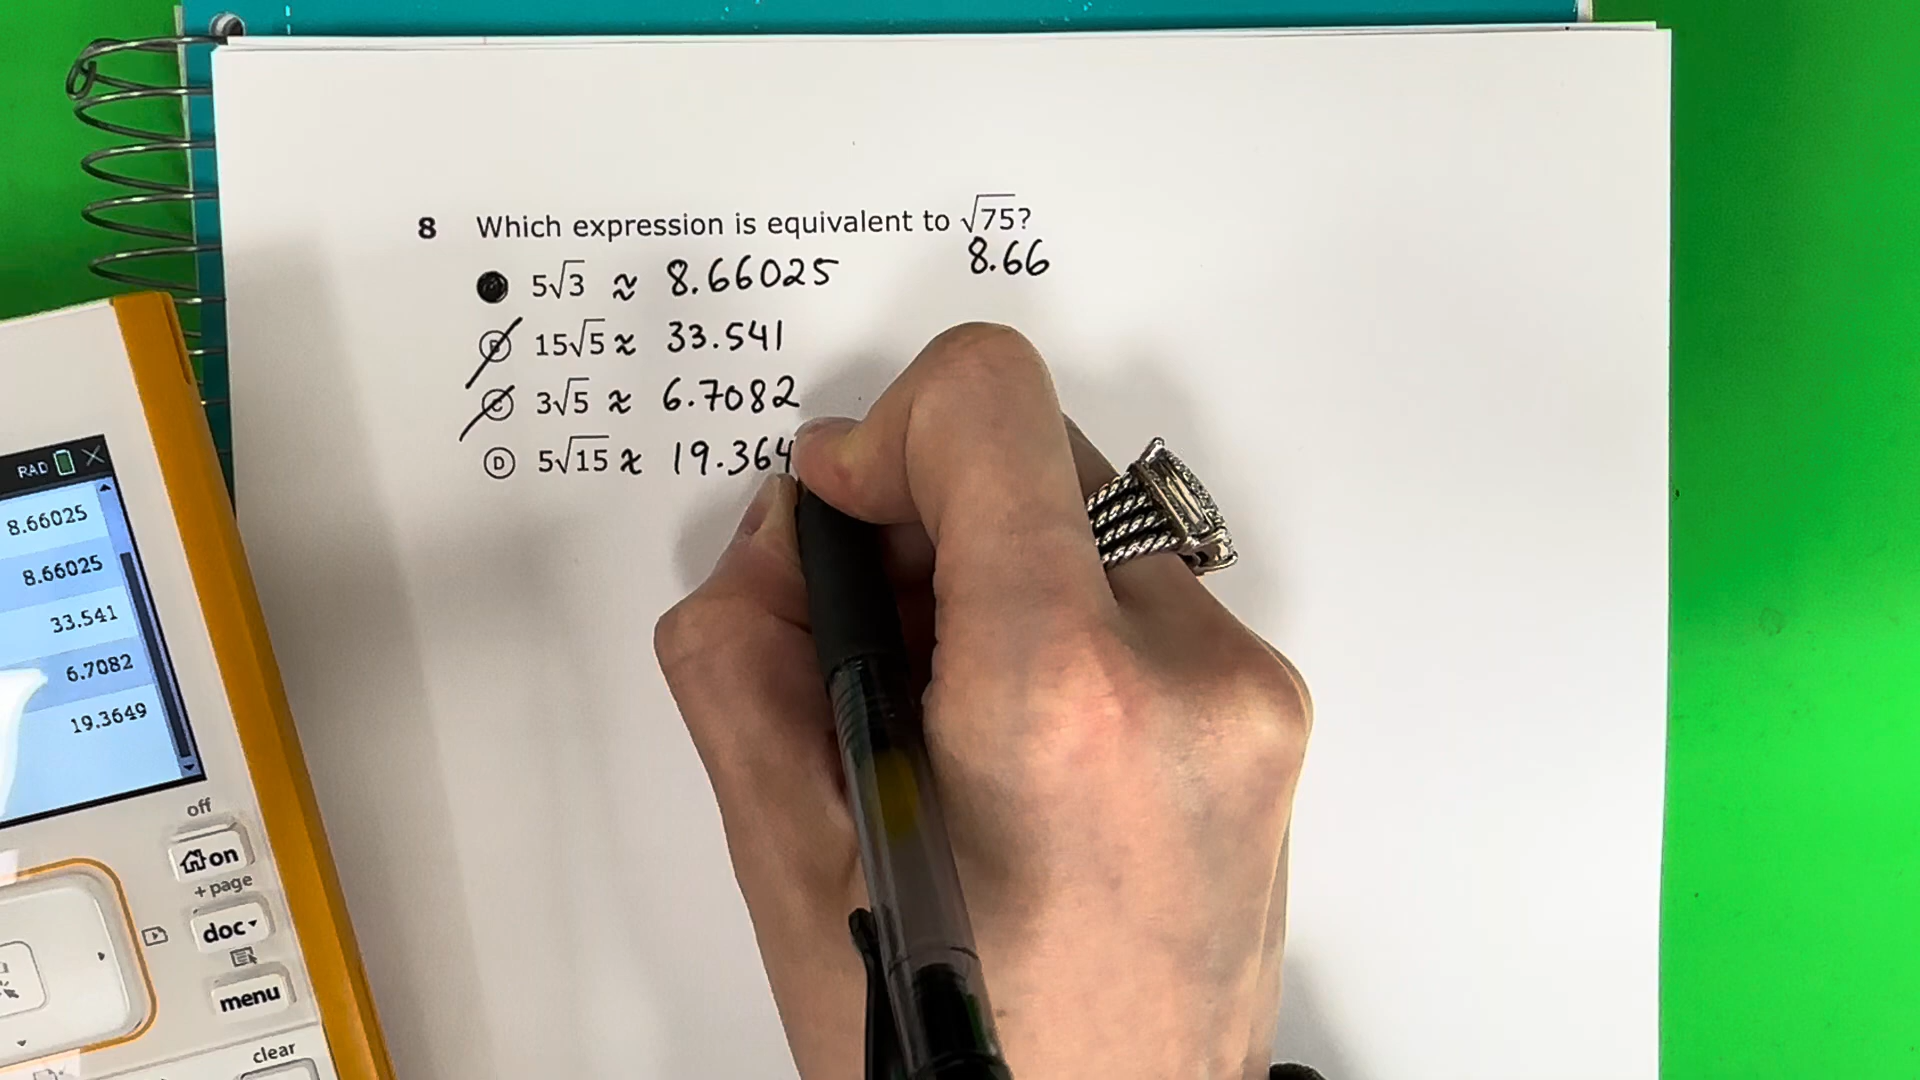 8 Which expression is equivalent to √75?
8.66
5√3 ≈ 8.66025
B 15√5 ≈ 33.541
C 3√5 ≈ 6.7082
D 5√15 ≈ 19.364
RAD
8.66025
8.66025
33.541
6.7082
19.3649
off
on
+ page
doc
menu
clear